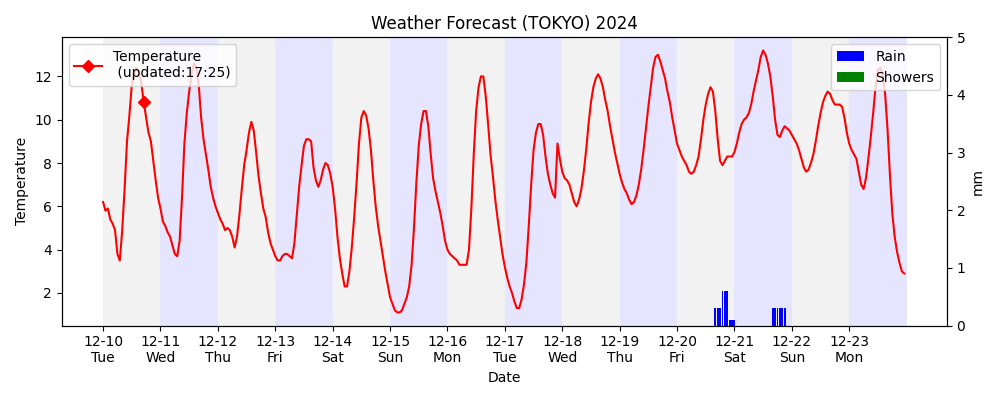 Weather Forecast (TOKYO) 2024
Temperature
(updated:17:25)
Rain
Showers
Temperature
12
10
8
6
4
2
5
4
3
2
1
0
mm
12-10 12-11 12-12 12-13 12-14 12-15 12-16 12-17 12-18 12-19 12-20 12-21 12-22 12-23
Tue Wed Thu Fri Sat Sun Mon Tue Wed Thu Fri Sat Sun Mon
Date